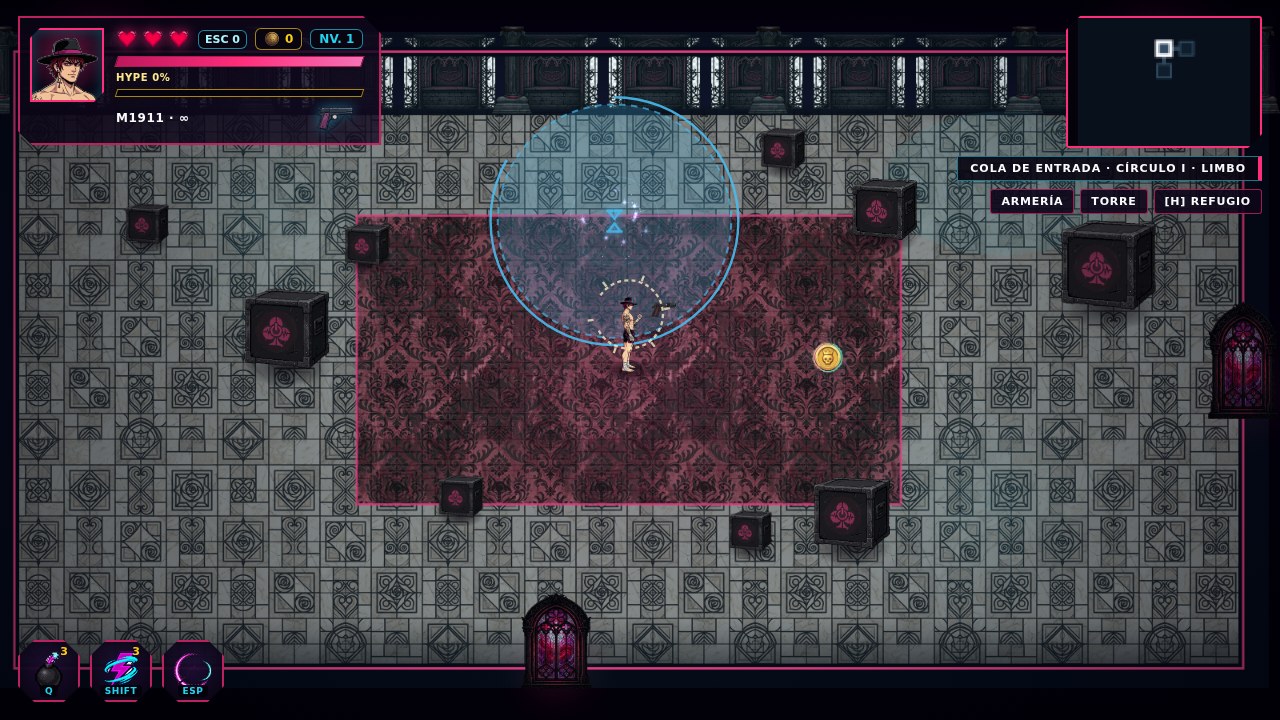 ESC 0
0
NV. 1
HYPE 0%
M1911 · ∞
COLA DE ENTRADA · CÍRCULO I · LIMBO
ARMERÍA
TORRE
[H] REFUGIO
3
Q
3
SHIFT
ESP